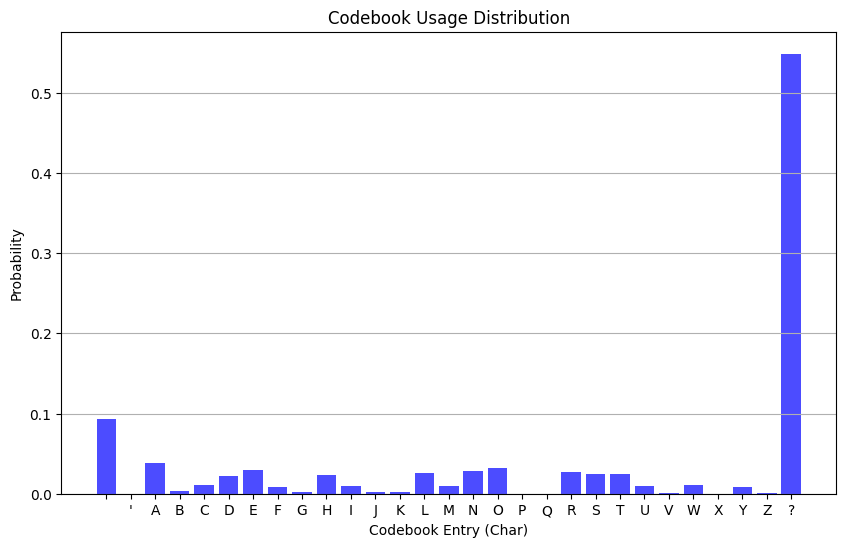 Codebook Usage Distribution
Probability
0.5
0.4
0.3
0.2
0.1
0.0
' A B C D E F G H I J K L M N O P Q R S T U V W X Y Z ?
Codebook Entry (Char)